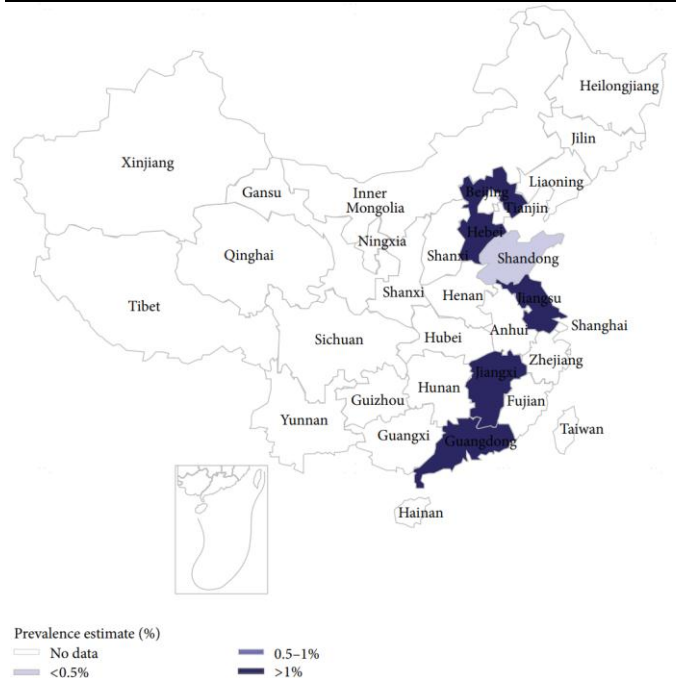 Heilongjiang
Jilin
Xinjiang
Liaoning
Gansu
Inner
Mongolia
Beijing
Tianjin
Ningxia
Hebei
Qinghai
Shanxi
Shandong
Shanxi
Henan
Jiangsu
Tibet
Shanghai
Anhui
Hubei
Sichuan
Zhejiang
Jiangxi
Hunan
Guizhou
Fujian
Yunnan
Guangxi
Guangdong
Taiwan
Hainan
Prevalence estimate (%)
No data
0.5–1%
<0.5%
>1%